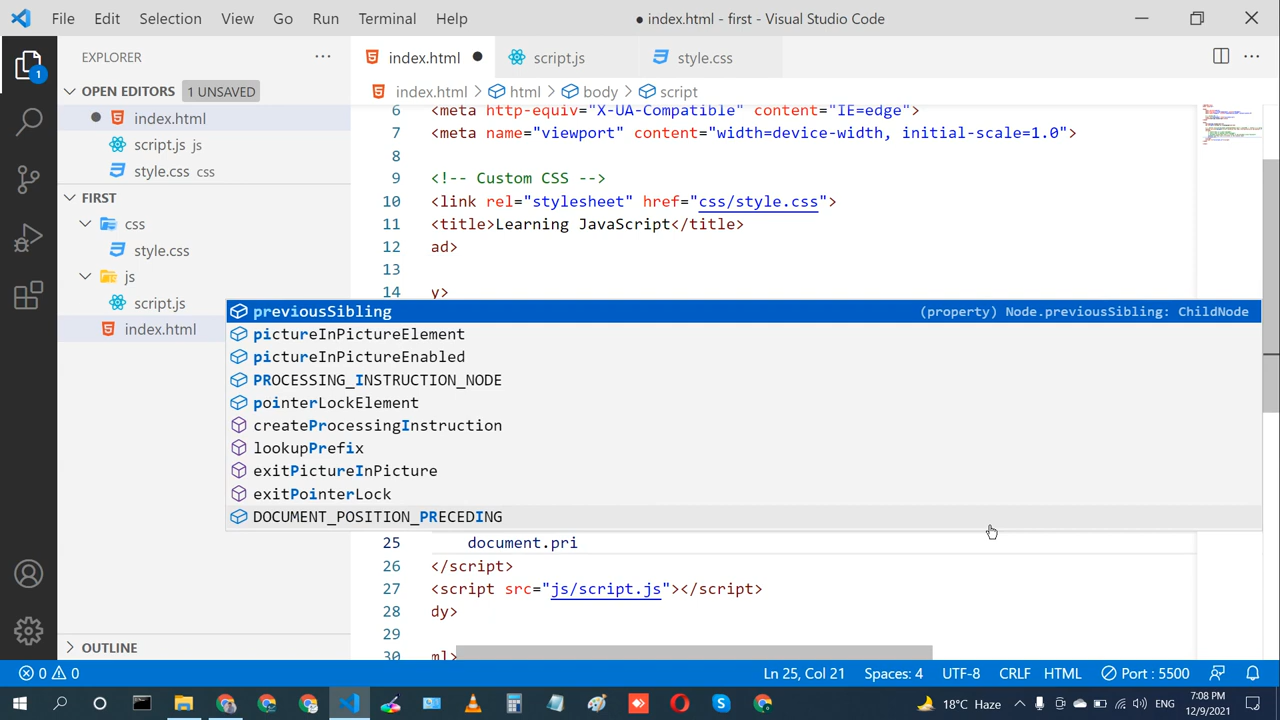 File Edit Selection View Go Run Terminal Help ● index.html - first - Visual Studio Code
EXPLORER ...
index.html ● script.js style.css ...
OPEN EDITORS 1 UNSAVED
index.html > html > body > script
1
● index.html
script.js js
style.css css
FIRST
css
style.css
js
script.js
index.html
6 <meta http-equiv="X-UA-Compatible" content="IE=edge">
7 <meta name="viewport" content="width=device-width, initial-scale=1.0">
8
9 <!-- Custom CSS -->
10 <link rel="stylesheet" href="css/style.css">
11 <title>Learning JavaScript</title>
12 ad>
13
14 y>
previousSibling (property) Node.previousSibling: ChildNode
pictureInPictureElement
pictureInPictureEnabled
PROCESSING_INSTRUCTION_NODE
pointerLockElement
createProcessingInstruction
lookupPrefix
exitPictureInPicture
exitPointerLock
DOCUMENT_POSITION_PRECEDING
25 document.pri
26 </script>
27 <script src="js/script.js"></script>
28 dy>
29
30 ml>
OUTLINE
0 0 Ln 25, Col 21 Spaces: 4 UTF-8 CRLF HTML Port : 5500
18°C Haze ENG 7:08 PM
12/9/2021